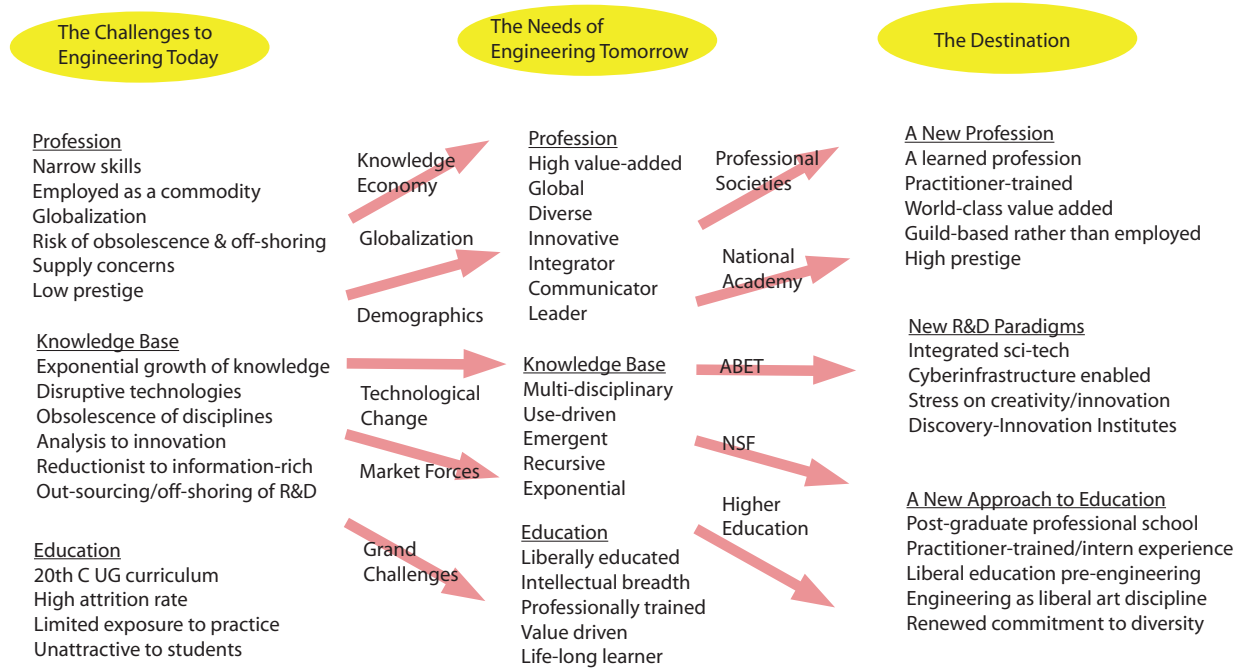 The Challenges to
Engineering Today
The Needs of
Engineering Tomorrow
The Destination
Profession
Narrow skills
Employed as a commodity
Globalization
Risk of obsolescence & off-shoring
Supply concerns
Low prestige
Knowledge Base
Exponential growth of knowledge
Disruptive technologies
Obsolescence of disciplines
Analysis to innovation
Reductionist to information-rich
Out-sourcing/off-shoring of R&D
Education
20th C UG curriculum
High attrition rate
Limited exposure to practice
Unattractive to students
Knowledge
Economy
Globalization
Demographics
Technological
Change
Market Forces
Grand
Challenges
Profession
High value-added
Global
Diverse
Innovative
Integrator
Communicator
Leader
Knowledge Base
Multi-disciplinary
Use-driven
Emergent
Recursive
Exponential
Education
Liberally educated
Intellectual breadth
Professionally trained
Value driven
Life-long learner
Professional
Societies
National
Academy
ABET
NSF
Higher
Education
A New Profession
A learned profession
Practitioner-trained
World-class value added
Guild-based rather than employed
High prestige
New R&D Paradigms
Integrated sci-tech
Cyberinfrastructure enabled
Stress on creativity/innovation
Discovery-Innovation Institutes
A New Approach to Education
Post-graduate professional school
Practitioner-trained/intern experience
Liberal education pre-engineering
Engineering as liberal art discipline
Renewed commitment to diversity